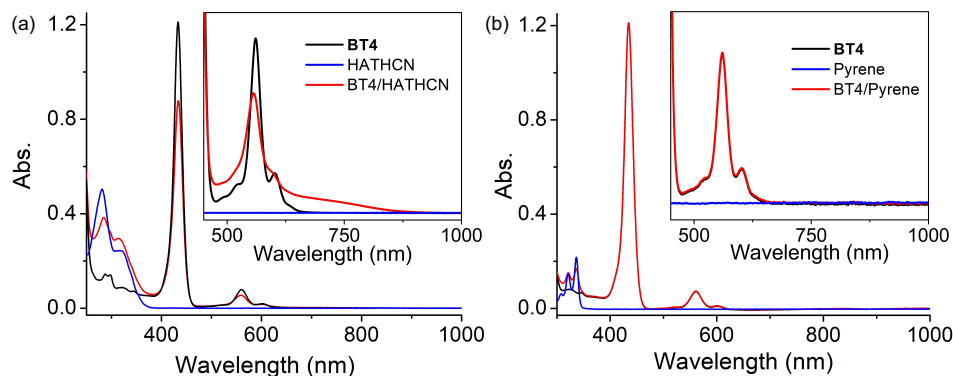 (a)
1.2
0.8
0.4
0.0
Abs.
400 600 800 1000
Wavelength (nm)
BT4
HATHCN
BT4/HATHCN
500 750 1000
Wavelength (nm)
(b)
1.2
0.8
0.4
0.0
Abs.
400 600 800 1000
Wavelength (nm)
BT4
Pyrene
BT4/Pyrene
500 750 1000
Wavelength (nm)